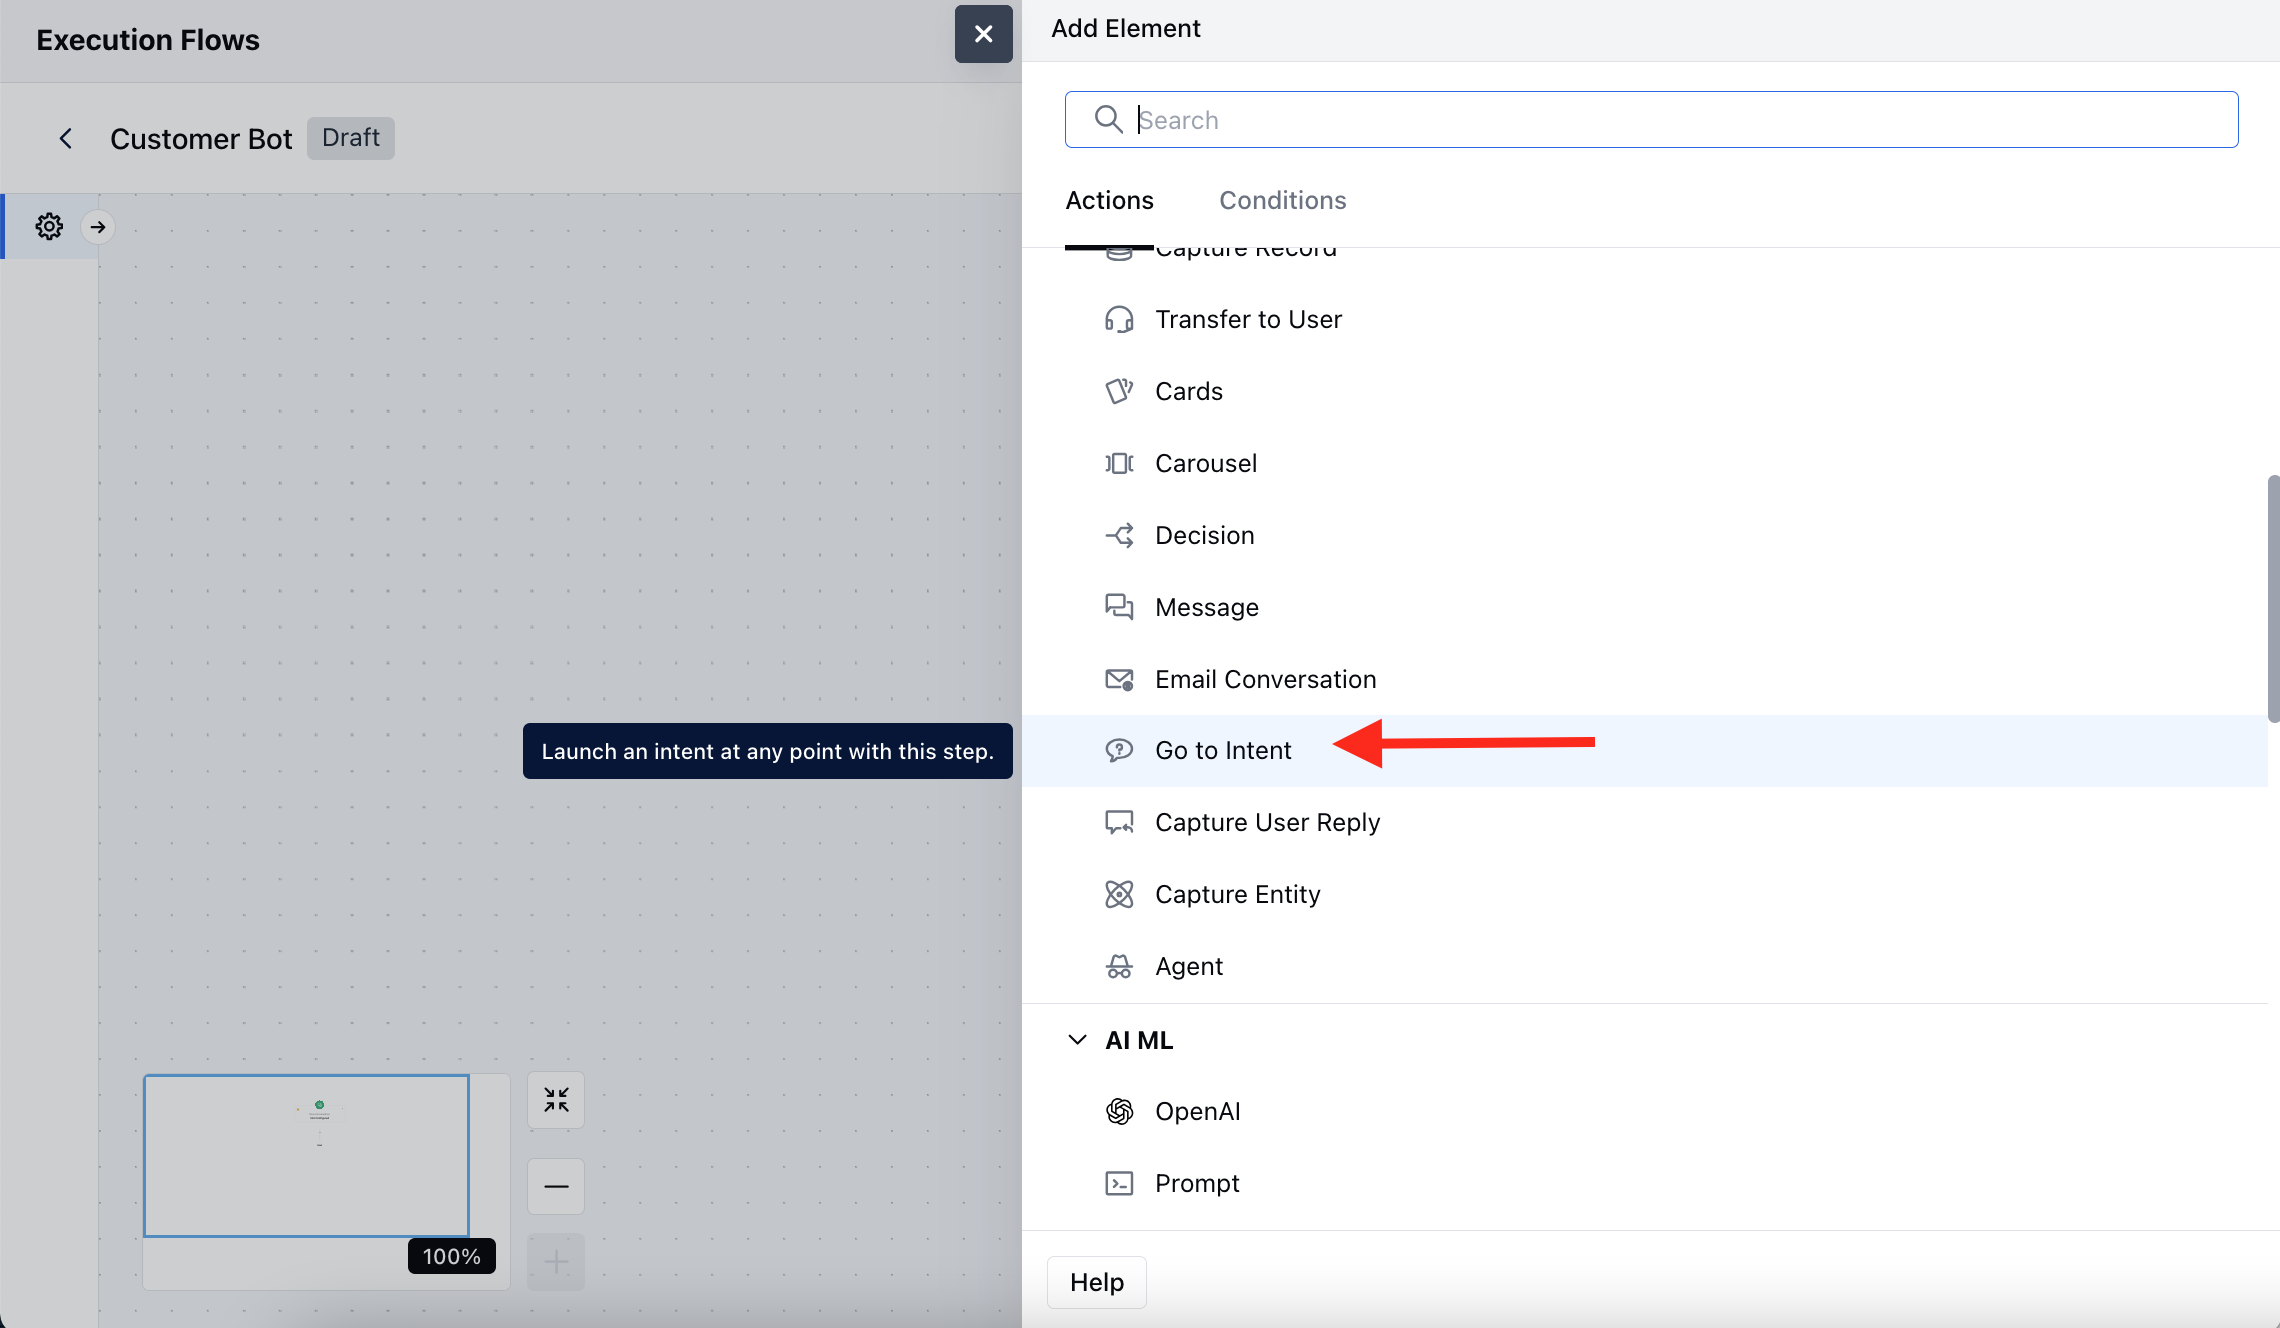 Execution Flows
Customer Bot
Draft
Launch an intent at any point with this step.
100%
Add Element
Search
Actions
Conditions
Capture Record
Transfer to User
Cards
Carousel
Decision
Message
Email Conversation
Go to Intent
Capture User Reply
Capture Entity
Agent
AI ML
OpenAI
Prompt
Help